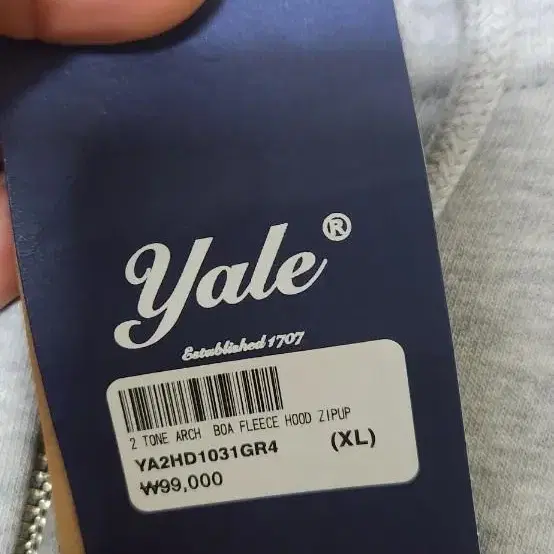 Yale®
Established 1707
2 TONE ARCH BOA FLEECE HOOD ZIPUP
YA2HD1031GR4 (XL)
₩99,000